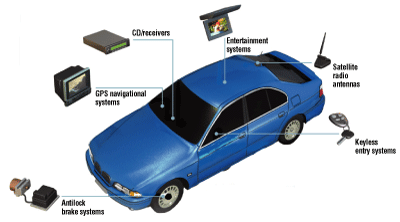 CD/receivers
Entertainment
systems
Satellite
radio
antennas
GPS navigational
systems
Keyless
entry systems
Antilock
brake systems